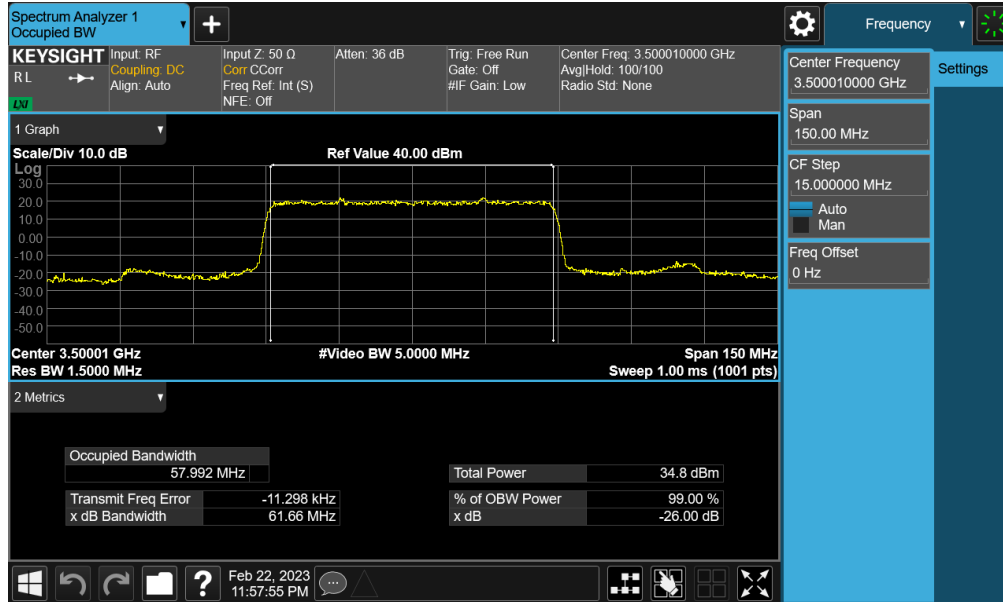 Spectrum Analyzer 1
Occupied BW
+
Frequency
KEYSIGHT
R L
LXI
Input: RF
Coupling: DC
Align: Auto
Input Z: 50 Ω
Corr CCorr
Freq Ref: Int (S)
NFE: Off
Atten: 36 dB
Trig: Free Run
Gate: Off
#IF Gain: Low
Center Freq: 3.500010000 GHz
Avg|Hold: 100/100
Radio Std: None
Center Frequency
3.500010000 GHz
Settings
Span
150.00 MHz
CF Step
15.000000 MHz
Auto
Man
Freq Offset
0 Hz
1 Graph
Scale/Div 10.0 dB
Ref Value 40.00 dBm
Log
30.0
20.0
10.0
0.00
-10.0
-20.0
-30.0
-40.0
-50.0
Center 3.50001 GHz
#Video BW 5.0000 MHz
Span 150 MHz
Res BW 1.5000 MHz
Sweep 1.00 ms (1001 pts)
2 Metrics
Occupied Bandwidth
57.992 MHz
Total Power 34.8 dBm
Transmit Freq Error -11.298 kHz
% of OBW Power 99.00 %
x dB Bandwidth 61.66 MHz
x dB -26.00 dB
?
Feb 22, 2023
11:57:55 PM